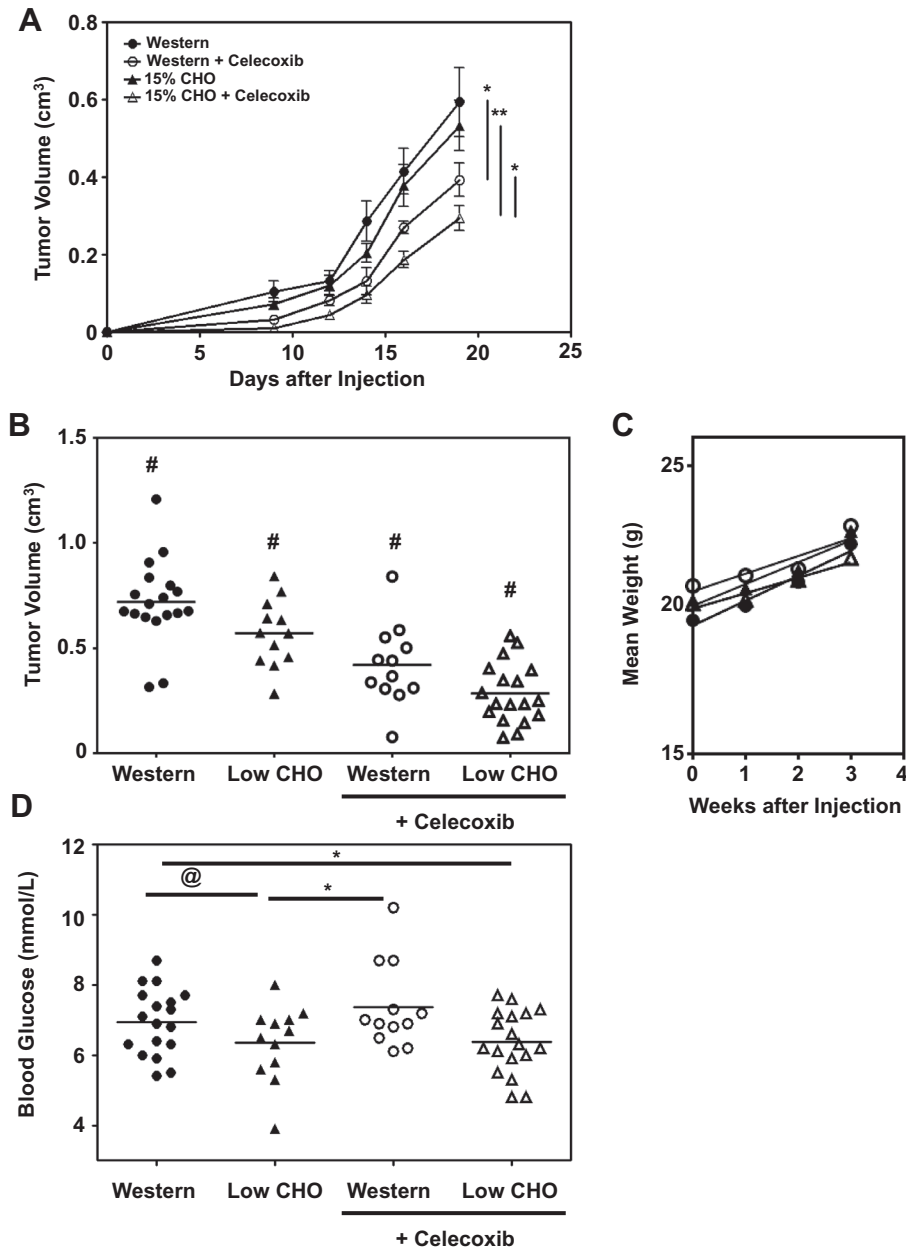 A
Western
Western + Celecoxib
15% CHO
15% CHO + Celecoxib
Tumor Volume (cm³)
0.8
0.6
0.4
0.2
0
*
**
*
0 5 10 15 20 25
Days after Injection
B
Tumor Volume (cm³)
1.5
1.0
0.5
0
# # # #
Western Low CHO Western Low CHO
+ Celecoxib
C
Mean Weight (g)
25
20
15
0 1 2 3 4
Weeks after Injection
D
Blood Glucose (mmol/L)
12
10
8
6
4
*
@
*
Western Low CHO Western Low CHO
+ Celecoxib